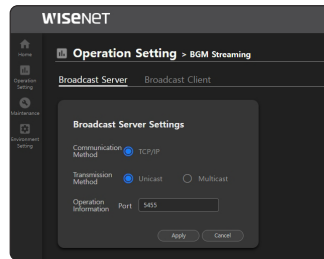 WISENET
Home
Operation Setting > BGM Streaming
Operation
Setting
Broadcast Server Broadcast Client
Maintenance
Environment
Setting
Broadcast Server Settings
Communication
Method
TCP/IP
Transmission
Method
Unicast Multicast
Operation
Information
Port 5455
Apply Cancel